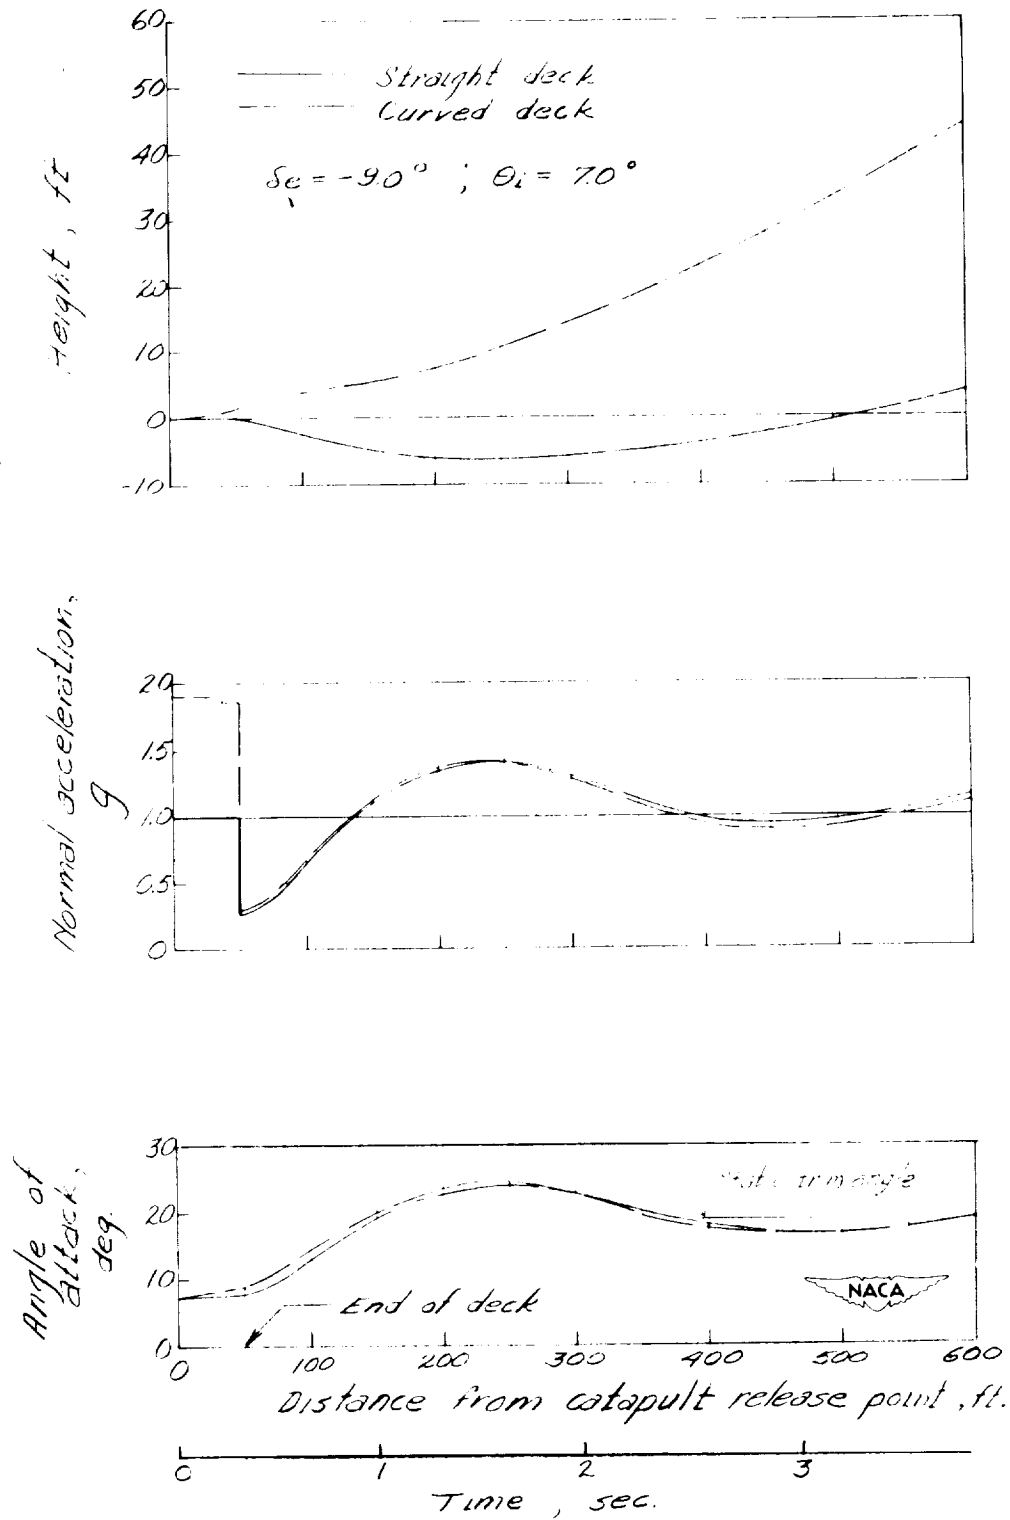 60
50
40
30
20
10
0
-10
Height, ft
Straight deck
Curved deck
δe = -9.0° ; θi = 7.0°
2.0
1.5
1.0
0.5
0
Normal acceleration,
g
30
20
10
0
Angle of
attack,
deg.
trim angle
NACA
End of deck
0 100 200 300 400 500 600
Distance from catapult release point, ft.
0 1 2 3
Time, sec.